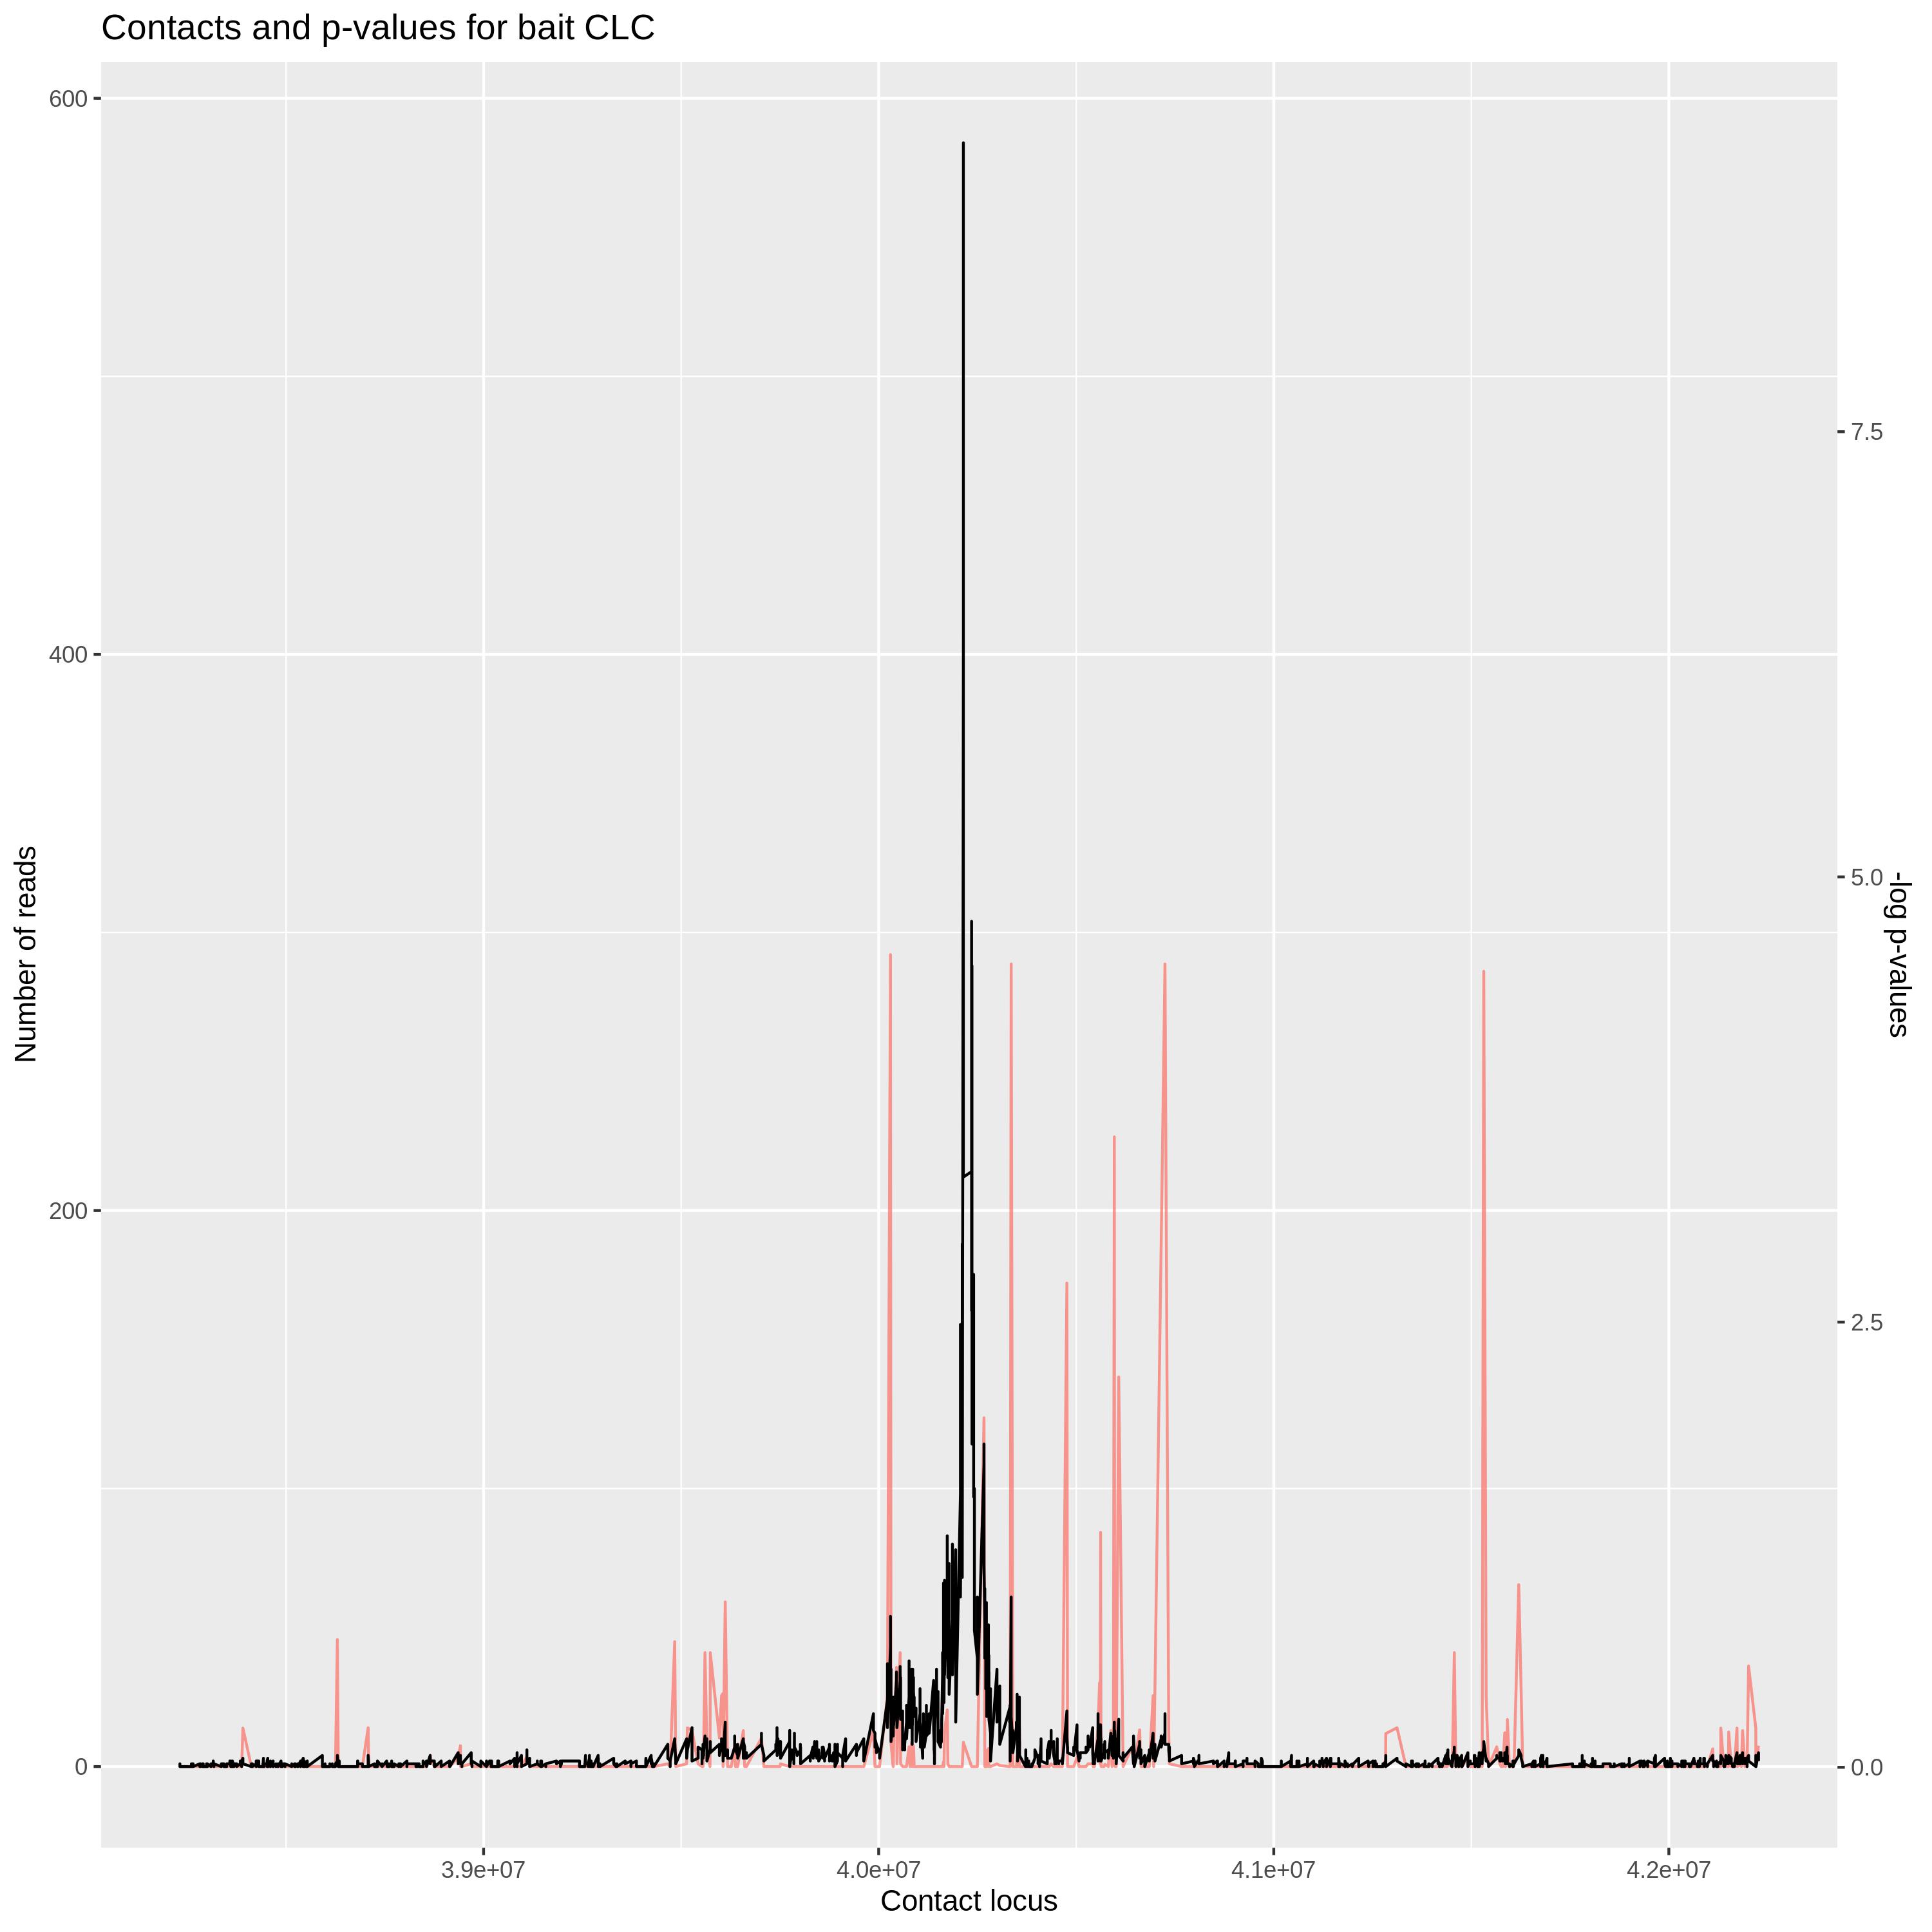 Contacts and p-values for bait CLC
600
400
200
0
Number of reads
7.5
5.0
2.5
0.0
-log p-values
3.9e+07 4.0e+07 4.1e+07 4.2e+07
Contact locus